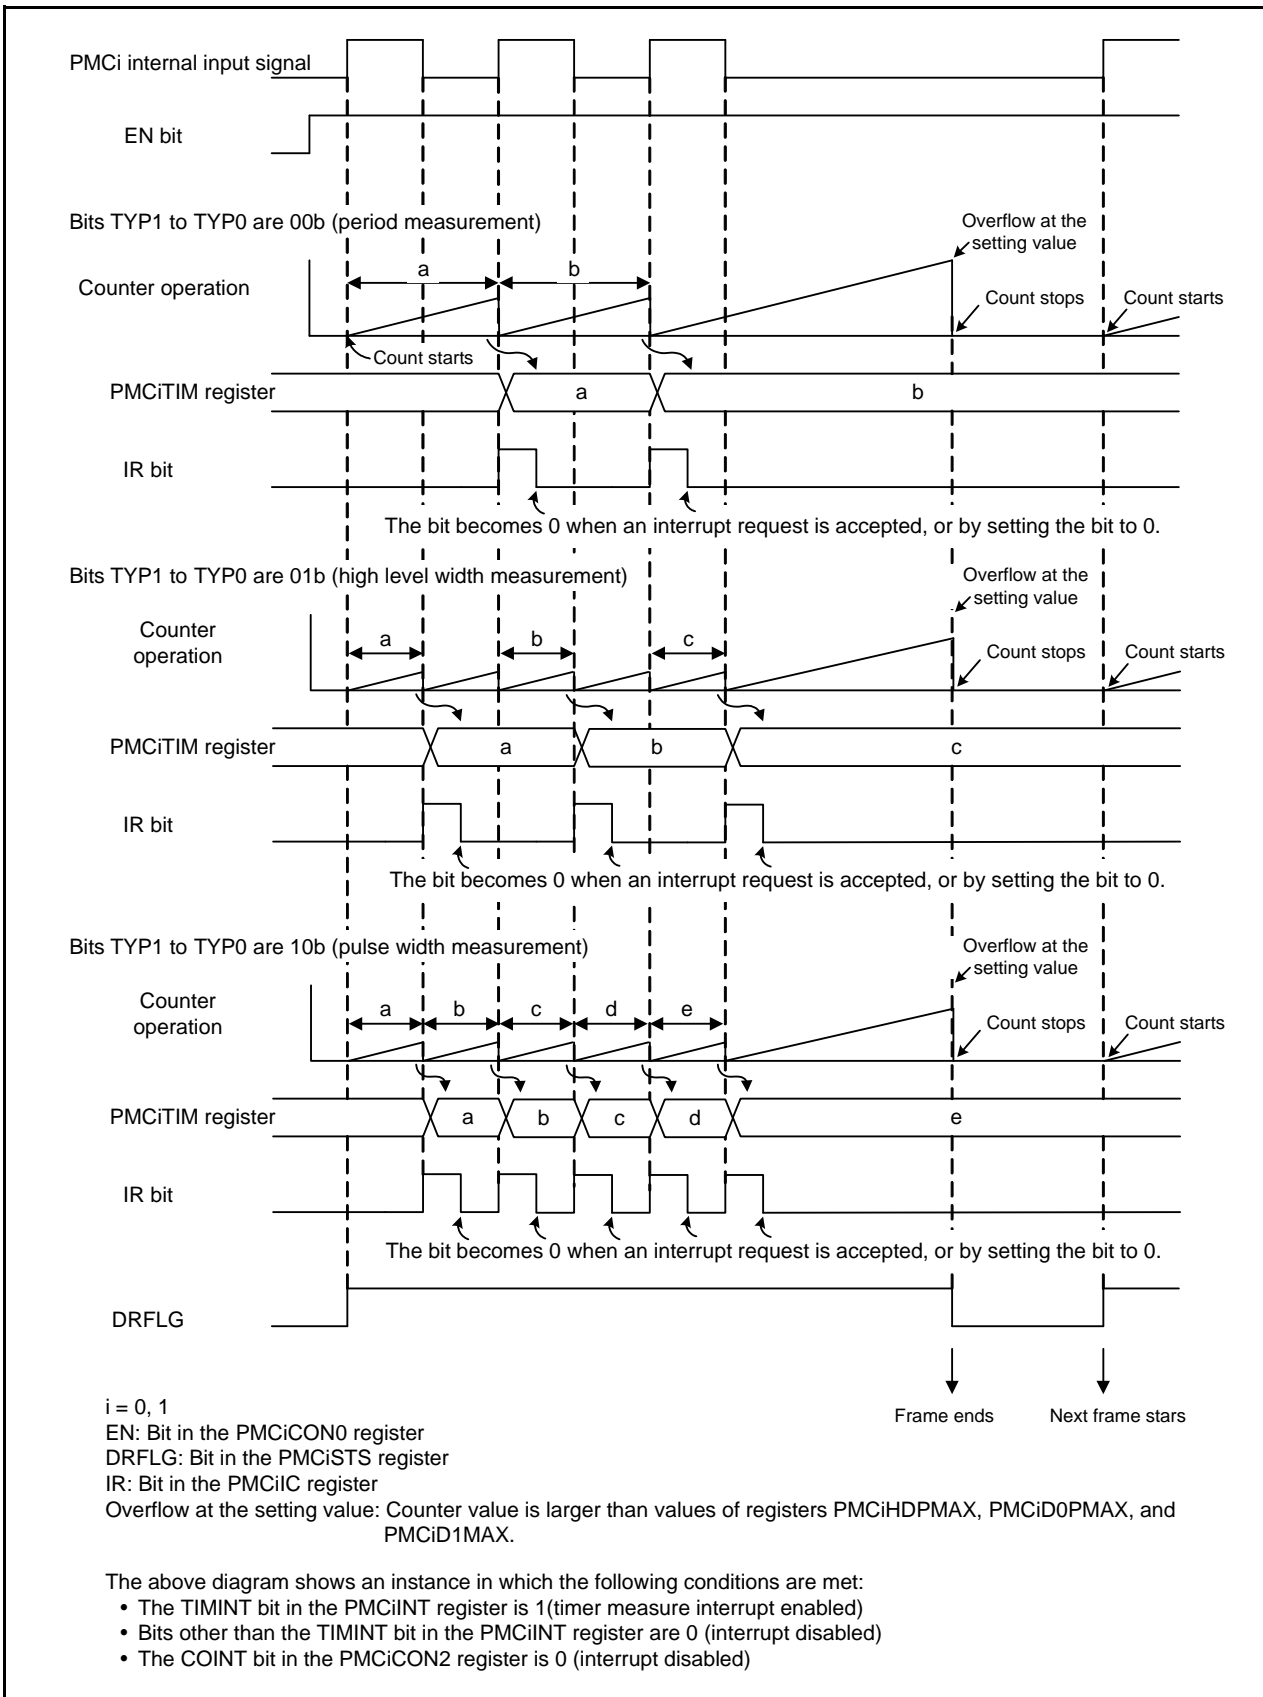 PMCi internal input signal
EN bit
Bits TYP1 to TYP0 are 00b (period measurement)
Overflow at the
setting value
a
b
Counter operation
Count stops
Count starts
Count starts
PMCiTIM register
a
b
IR bit
The bit becomes 0 when an interrupt request is accepted, or by setting the bit to 0.
Bits TYP1 to TYP0 are 01b (high level width measurement)
Overflow at the
setting value
Counter
operation
a
b
c
Count stops
Count starts
PMCiTIM register
a
b
c
IR bit
The bit becomes 0 when an interrupt request is accepted, or by setting the bit to 0.
Bits TYP1 to TYP0 are 10b (pulse width measurement)
Overflow at the
setting value
Counter
operation
a
b
c
d
e
Count stops
Count starts
PMCiTIM register
a
b
c
d
e
IR bit
The bit becomes 0 when an interrupt request is accepted, or by setting the bit to 0.
DRFLG
Frame ends
Next frame stars
i = 0, 1
EN: Bit in the PMCiCON0 register
DRFLG: Bit in the PMCiSTS register
IR: Bit in the PMCiIC register
Overflow at the setting value: Counter value is larger than values of registers PMCiHDPMAX, PMCiD0PMAX, and
PMCiD1MAX.
The above diagram shows an instance in which the following conditions are met:
• The TIMINT bit in the PMCiINT register is 1(timer measure interrupt enabled)
• Bits other than the TIMINT bit in the PMCiINT register are 0 (interrupt disabled)
• The COINT bit in the PMCiCON2 register is 0 (interrupt disabled)